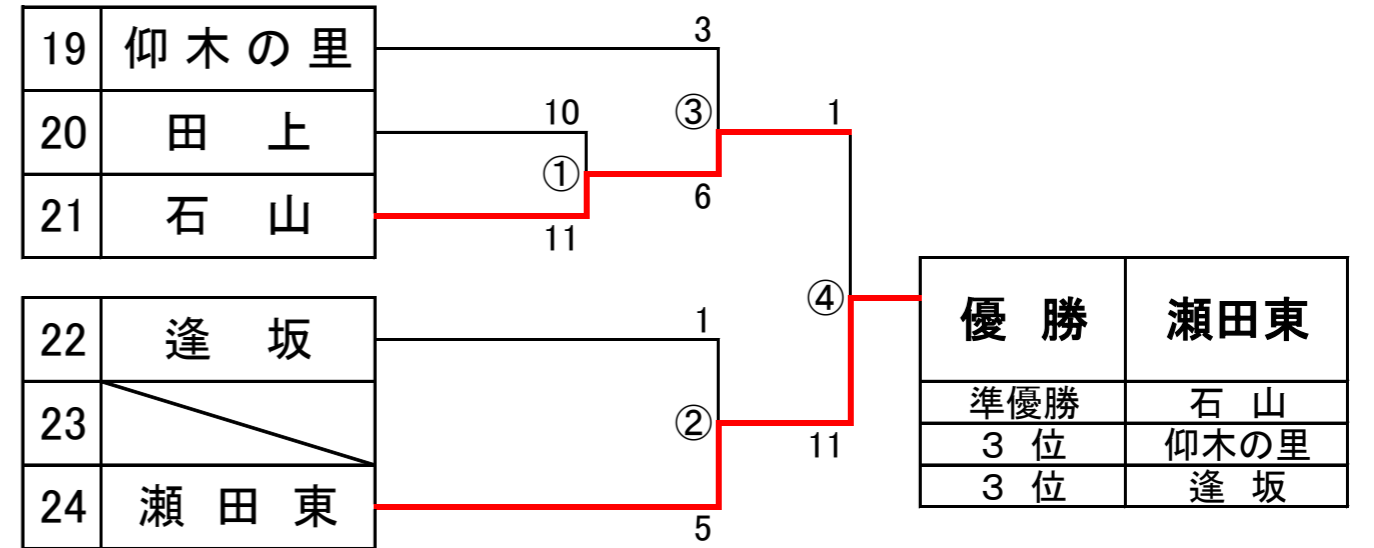 19 仰木の里 3
20 田上 10 ③ 1
① 6
21 石山 11
④ 優勝 瀬田東
22 逢坂 1
準優勝 石山
23 ② 11 3位 仰木の里
3位 逢坂
24 瀬田東 5